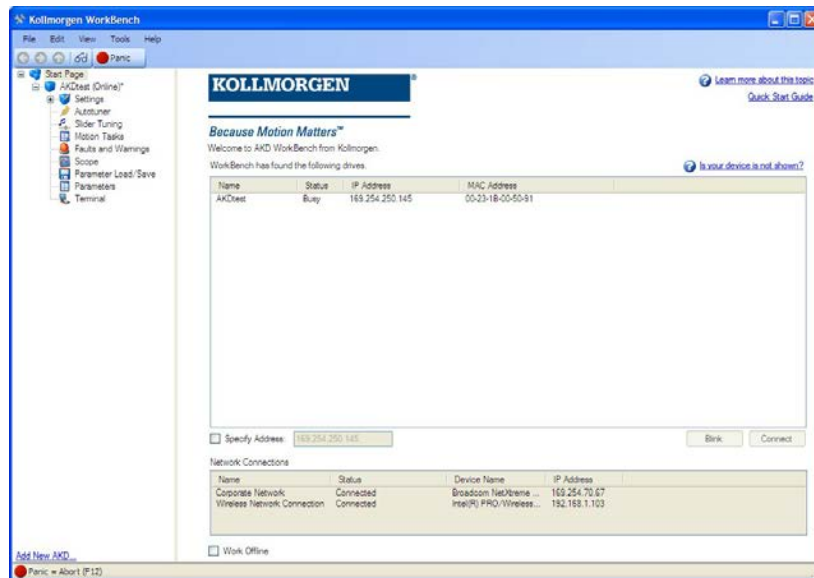 Kollmorgen WorkBench
File Edit View Tools Help
Panic
Start Page
AKDtest (Online)*
Settings
Autotuner
Slider Tuning
Motion Tasks
Faults and Warnings
Scope
Parameter Load/Save
Parameters
Terminal
Add New AKD...
KOLLMORGEN®
Because Motion Matters™
Learn more about this topic
Quick Start Guide
Welcome to AKD WorkBench from Kollmorgen.
WorkBench has found the following drives.
Is your device is not shown?
Name Status IP Address MAC Address
AKDtest Busy 169.254.250.145 00-23-1B-00-50-91
Specify Address: 169.254.250.145
Blink Connect
Network Connections
Name Status Device Name IP Address
Corporate Network Connected Broadcom NetXtreme ... 169.254.70.67
Wireless Network Connection Connected Intel(R) PRO/Wireless... 192.168.1.103
Work Offline
Panic = Abort (F12)